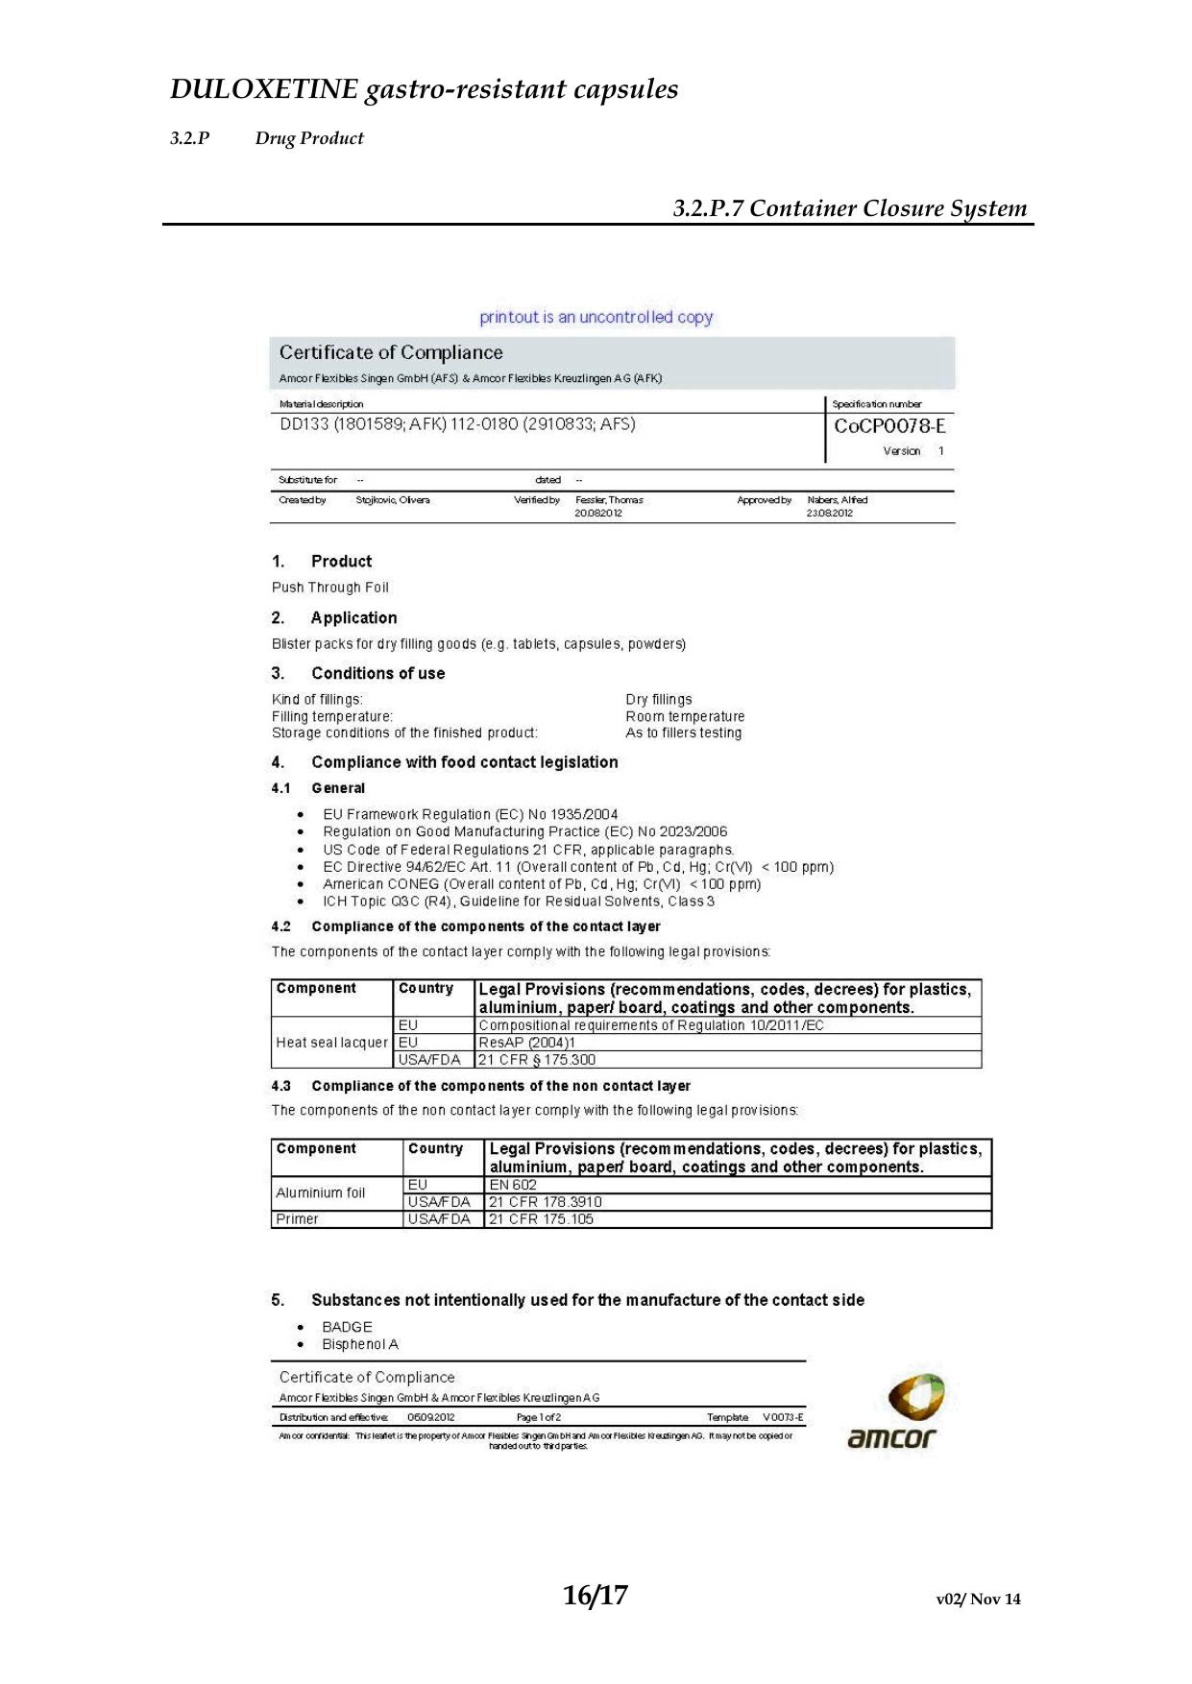 DULOXETINE gastro-resistant capsules
3.2.P Drug Product
3.2.P.7 Container Closure System
printout is an uncontrolled copy
Certificate of Compliance
Amcor Flexibles Singen GmbH (AFS) & Amcor Flexibles Kreuzlingen AG (AFK)
Material description Specification number
DD133 (1801589; AFK) 112-0180 (2910833; AFS) CoCP0078-E
Version 1
Substitute for -- dated --
Created by Stojkovic, Olivera Verified by Fessler, Thomas Approved by Nabers, Alfred
20.08.2012 23.08.2012
1. Product
Push Through Foil
2. Application
Blister packs for dry filling goods (e.g. tablets, capsules, powders)
3. Conditions of use
Kind of fillings: Dry fillings
Filling temperature: Room temperature
Storage conditions of the finished product: As to fillers testing
4. Compliance with food contact legislation
4.1 General
• EU Framework Regulation (EC) No 1935/2004
• Regulation on Good Manufacturing Practice (EC) No 2023/2006
• US Code of Federal Regulations 21 CFR, applicable paragraphs.
• EC Directive 94/62/EC Art. 11 (Overall content of Pb, Cd, Hg; Cr(VI) < 100 ppm)
• American CONEG (Overall content of Pb, Cd, Hg; Cr(VI) < 100 ppm)
• ICH Topic Q3C (R4), Guideline for Residual Solvents, Class 3
4.2 Compliance of the components of the contact layer
The components of the contact layer comply with the following legal provisions:
Component Country Legal Provisions (recommendations, codes, decrees) for plastics,
aluminium, paper/ board, coatings and other components.
EU Compositional requirements of Regulation 10/2011/EC
Heat seal lacquer EU ResAP (2004)1
USA/FDA 21 CFR § 175.300
4.3 Compliance of the components of the non contact layer
The components of the non contact layer comply with the following legal provisions:
Component Country Legal Provisions (recommendations, codes, decrees) for plastics,
aluminium, paper/ board, coatings and other components.
Aluminium foil EU EN 602
USA/FDA 21 CFR 178.3910
Primer USA/FDA 21 CFR 175.105
5. Substances not intentionally used for the manufacture of the contact side
• BADGE
• Bisphenol A
Certificate of Compliance
Amcor Flexibles Singen GmbH & Amcor Flexibles Kreuzlingen AG
Distribution and effective: 06.09.2012 Page 1 of 2 Template V0073-E
Amcor confidential: This leaflet is the property of Amcor Flexibles Singen GmbH and Amcor Flexibles Kreuzlingen AG. It may not be copied or
handed out to third parties.
amcor
16/17
v02/ Nov 14